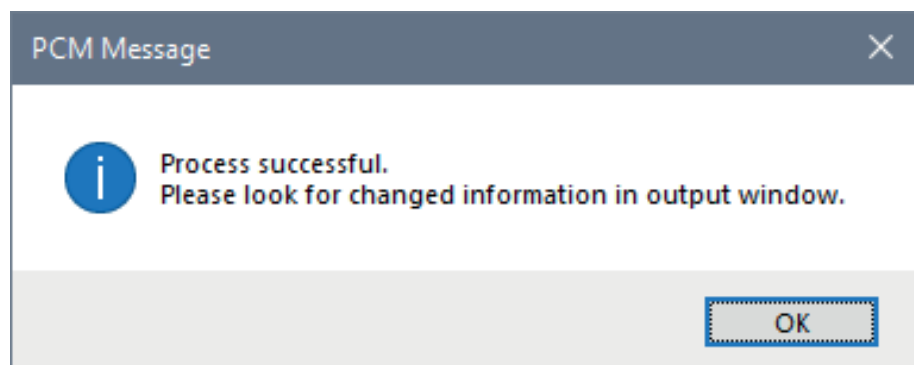 PCM Message
Process successful.
Please look for changed information in output window.
OK